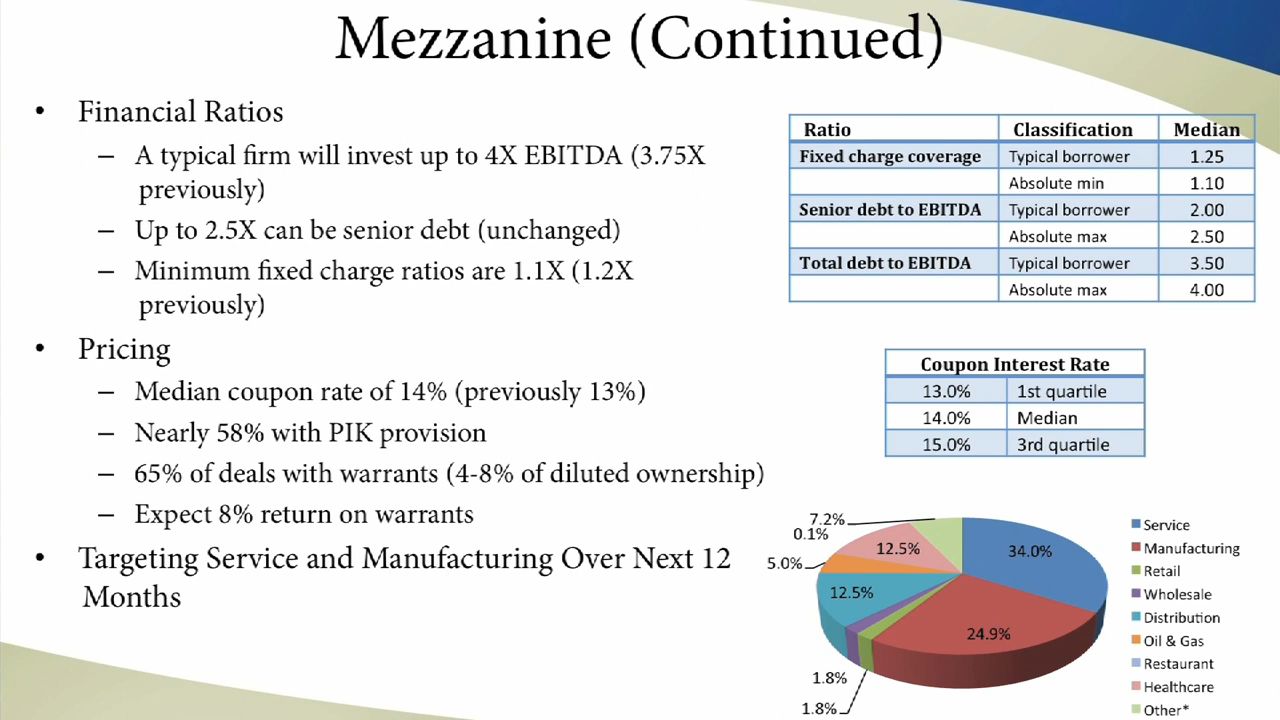 Mezzanine (Continued)
• Financial Ratios
– A typical firm will invest up to 4X EBITDA (3.75X
previously)
– Up to 2.5X can be senior debt (unchanged)
– Minimum fixed charge ratios are 1.1X (1.2X
previously)
• Pricing
– Median coupon rate of 14% (previously 13%)
– Nearly 58% with PIK provision
– 65% of deals with warrants (4-8% of diluted ownership)
– Expect 8% return on warrants
• Targeting Service and Manufacturing Over Next 12
Months
Ratio Classification Median
Fixed charge coverage Typical borrower 1.25
Absolute min 1.10
Senior debt to EBITDA Typical borrower 2.00
Absolute max 2.50
Total debt to EBITDA Typical borrower 3.50
Absolute max 4.00
Coupon Interest Rate
13.0% 1st quartile
14.0% Median
15.0% 3rd quartile
7.2%
0.1%
12.5%
34.0%
5.0%
12.5%
24.9%
1.8%
1.8%
Service
Manufacturing
Retail
Wholesale
Distribution
Oil & Gas
Restaurant
Healthcare
Other*